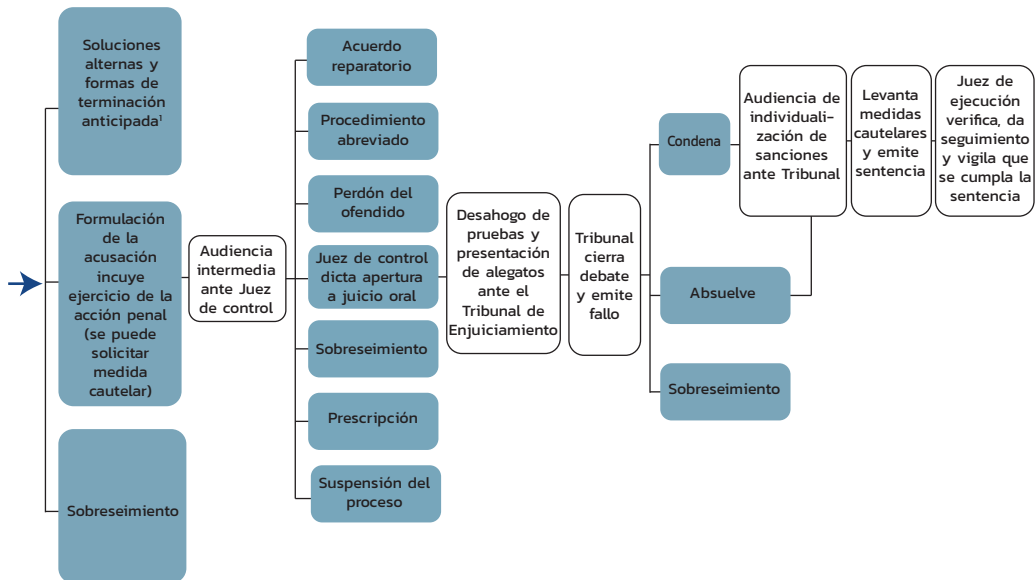 Soluciones
alternas y
formas de
terminación
anticipada¹
Formulación
de la
acusación
incuye
ejercicio de la
acción penal
(se puede
solicitar
medida
cautelar)
Sobreseimiento
Audiencia
intermedia
ante Juez
de control
Acuerdo
reparatorio
Procedimiento
abreviado
Perdón del
ofendido
Juez de control
dicta apertura
a juicio oral
Sobreseimiento
Prescripción
Suspensión del
proceso
Desahogo de
pruebas y
presentación
de alegatos
ante el
Tribunal de
Enjuiciamiento
Tribunal
cierra
debate
y emite
fallo
Condena
Absuelve
Sobreseimiento
Audiencia de
individuali-
zación de
sanciones
ante Tribunal
Levanta
medidas
cautelares
y emite
sentencia
Juez de
ejecución
verifica, da
seguimiento
y vigila que
se cumpla la
sentencia